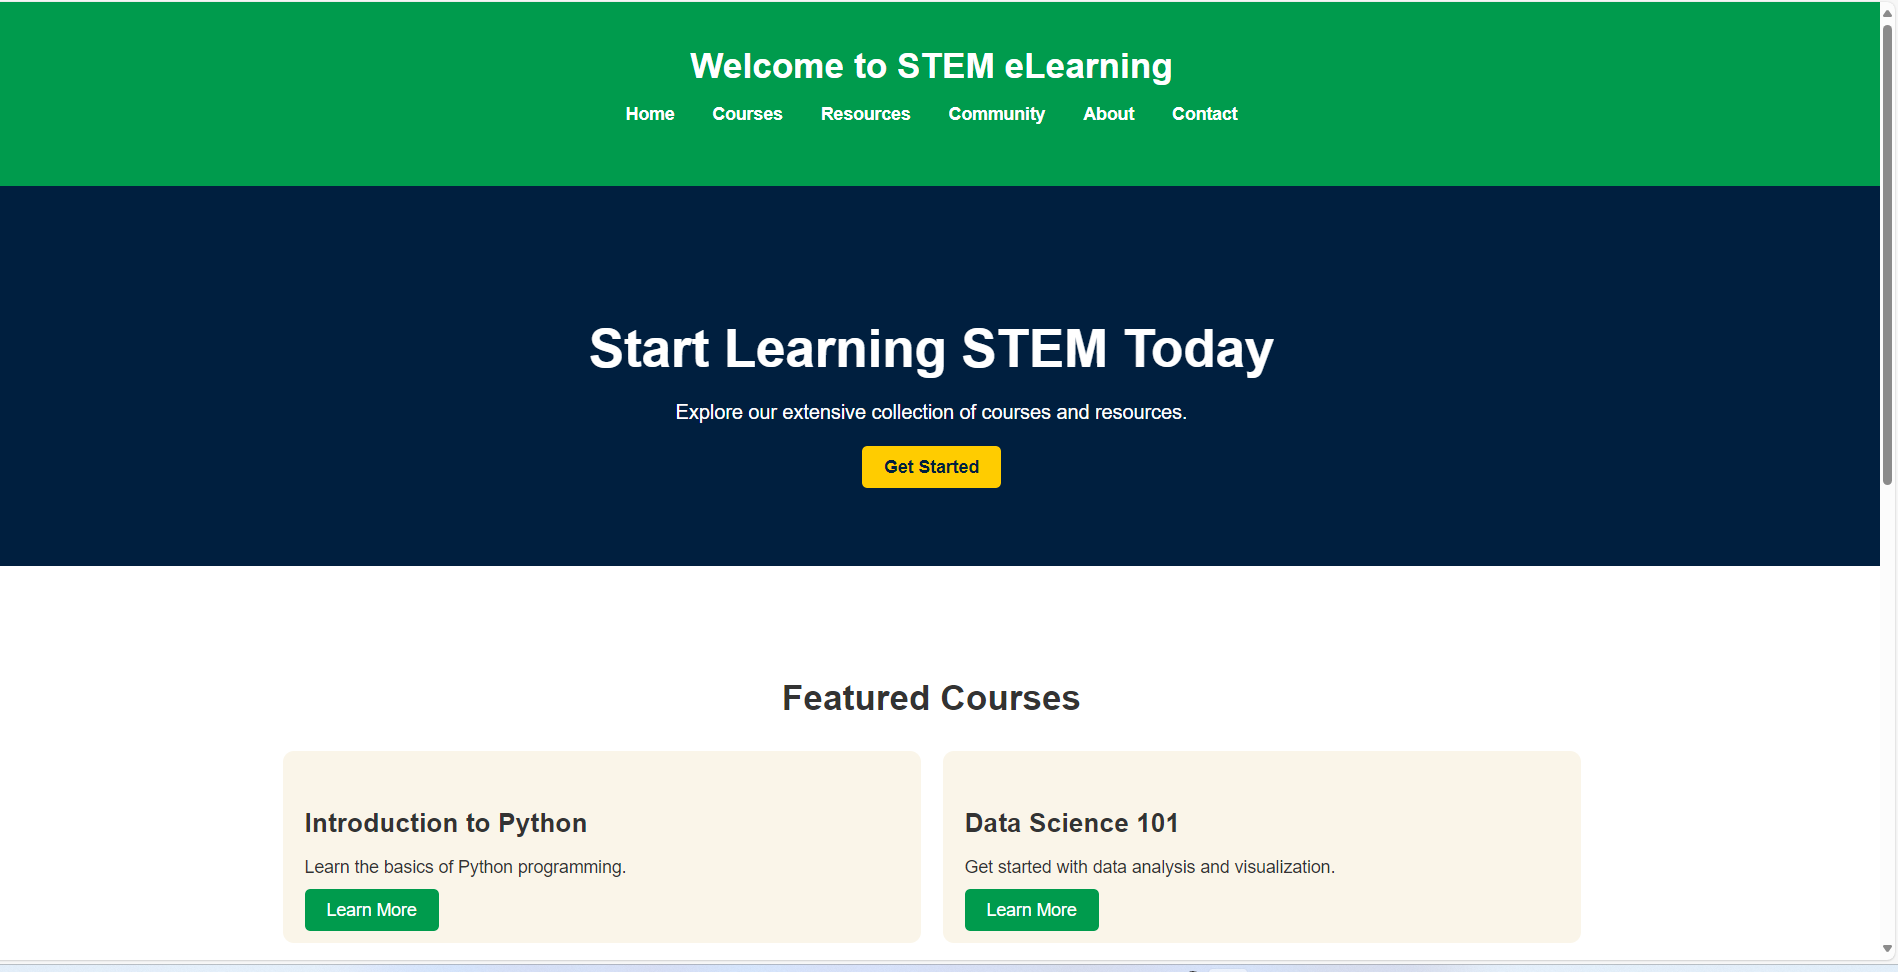 Welcome to STEM eLearning
Home Courses Resources Community About Contact
Start Learning STEM Today
Explore our extensive collection of courses and resources.
Get Started
Featured Courses
Introduction to Python
Learn the basics of Python programming.
Learn More
Data Science 101
Get started with data analysis and visualization.
Learn More